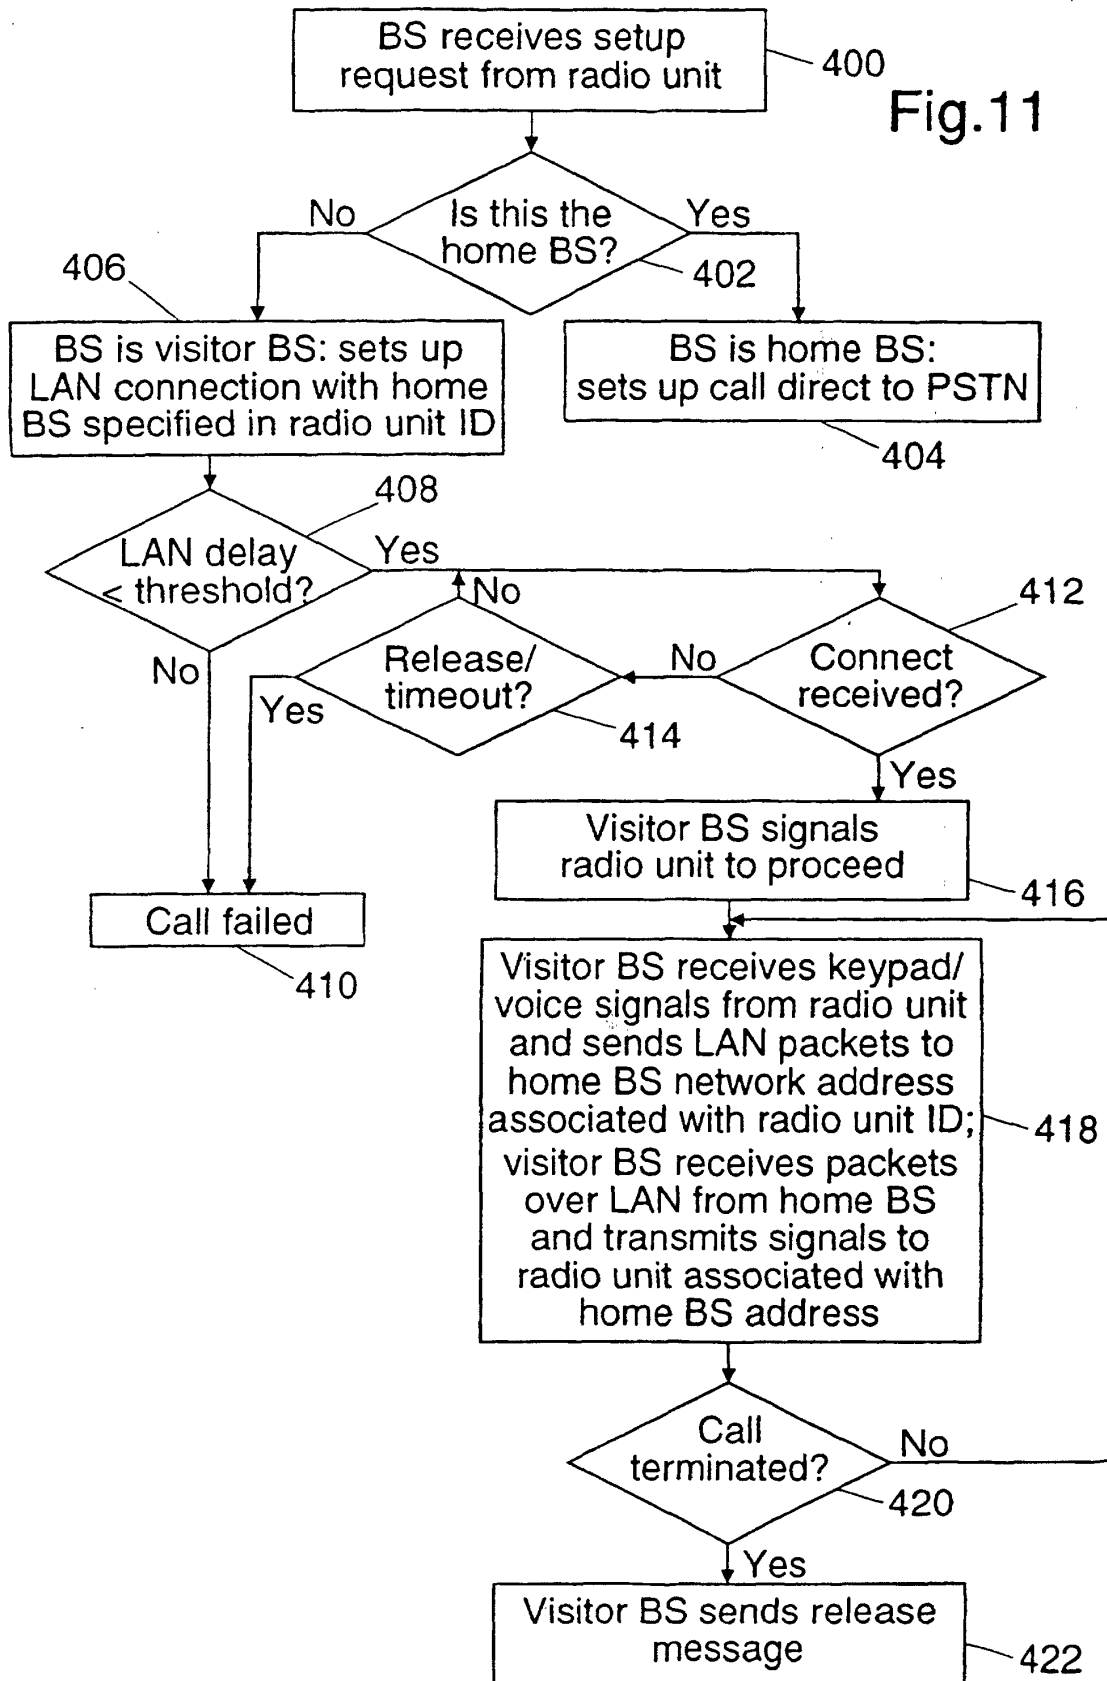 BS receives setup
request from radio unit
400
Fig.11
Is this the
home BS?
No
Yes
402
406
BS is visitor BS: sets up
LAN connection with home
BS specified in radio unit ID
BS is home BS:
sets up call direct to PSTN
404
408
LAN delay
< threshold?
Yes
No
No
412
Release/
timeout?
No
Connect
received?
Yes
414
Yes
Visitor BS signals
radio unit to proceed
416
Call failed
410
Visitor BS receives keypad/
voice signals from radio unit
and sends LAN packets to
home BS network address
associated with radio unit ID;
visitor BS receives packets
over LAN from home BS
and transmits signals to
radio unit associated with
home BS address
418
Call
terminated?
No
420
Yes
Visitor BS sends release
message
422